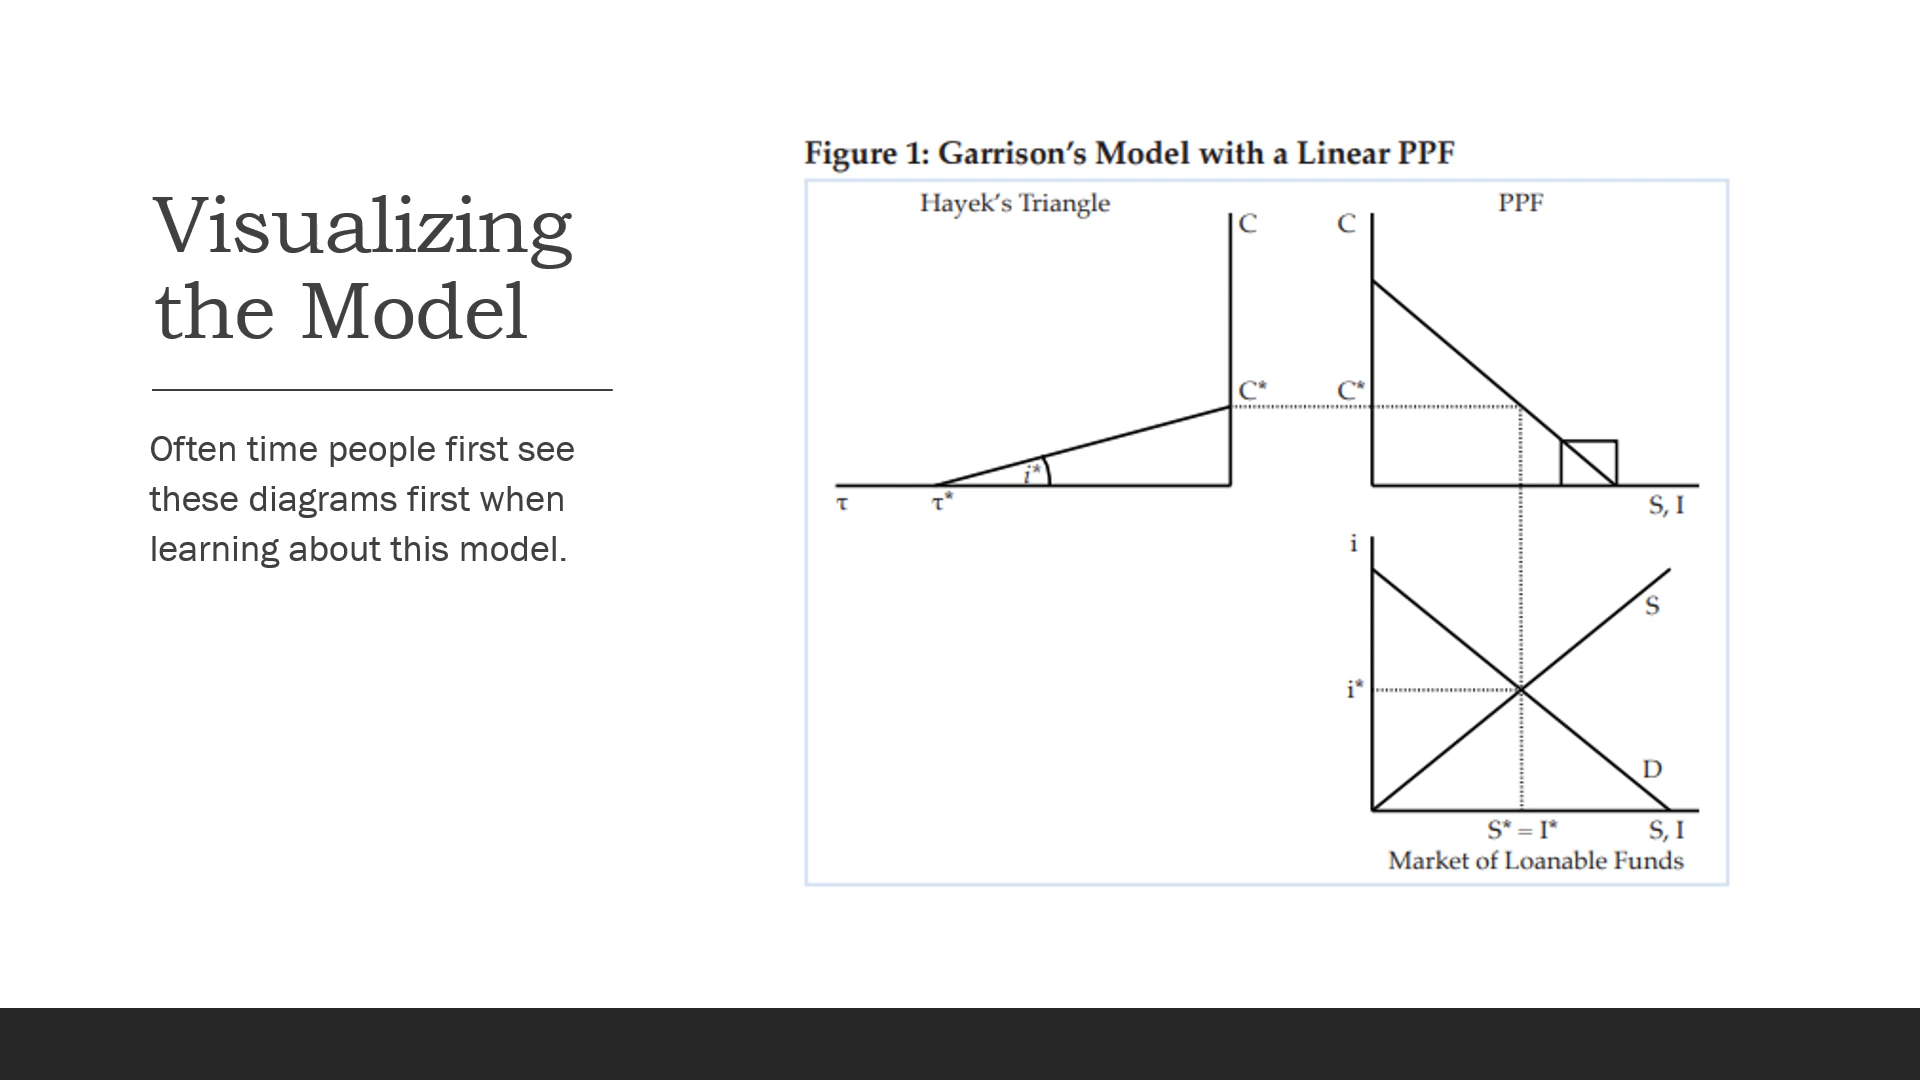 Visualizing
the Model
Often time people first see
these diagrams first when
learning about this model.
Figure 1: Garrison's Model with a Linear PPF
Hayek's Triangle
C
C*
i*
τ
τ*
PPF
C
C*
S, I
i
S
i*
D
S* = I*
S, I
Market of Loanable Funds